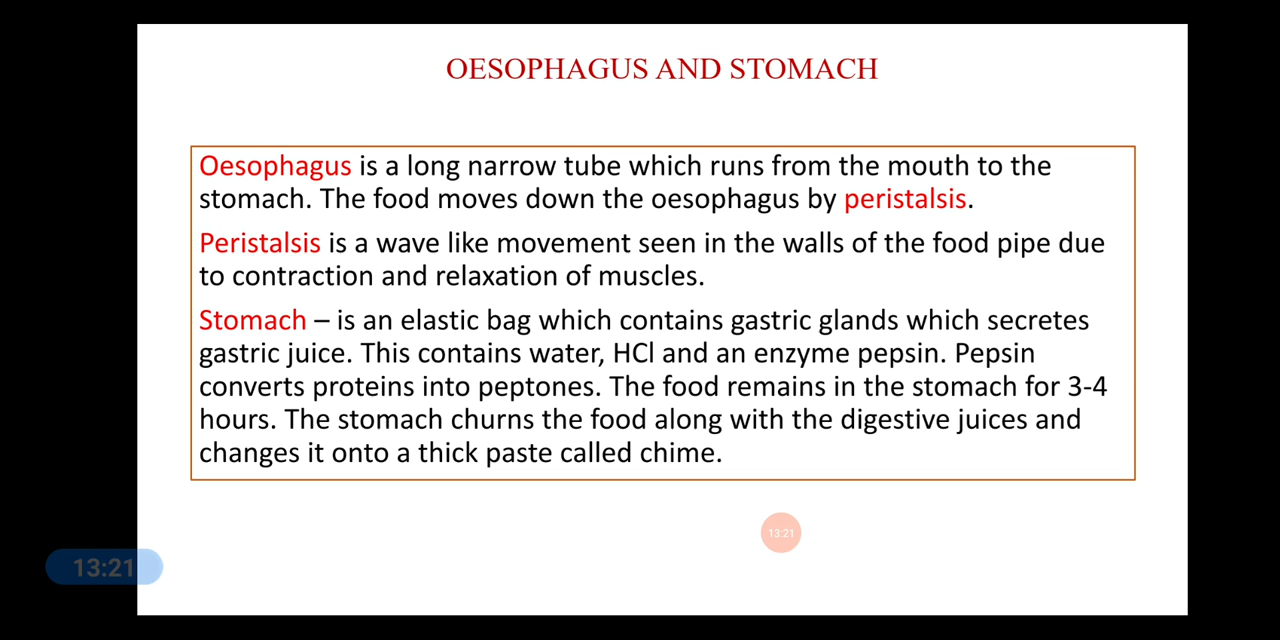 OESOPHAGUS AND STOMACH
Oesophagus is a long narrow tube which runs from the mouth to the
stomach. The food moves down the oesophagus by peristalsis.
Peristalsis is a wave like movement seen in the walls of the food pipe due
to contraction and relaxation of muscles.
Stomach – is an elastic bag which contains gastric glands which secretes
gastric juice. This contains water, HCl and an enzyme pepsin. Pepsin
converts proteins into peptones. The food remains in the stomach for 3-4
hours. The stomach churns the food along with the digestive juices and
changes it onto a thick paste called chime.
13:21
13:21